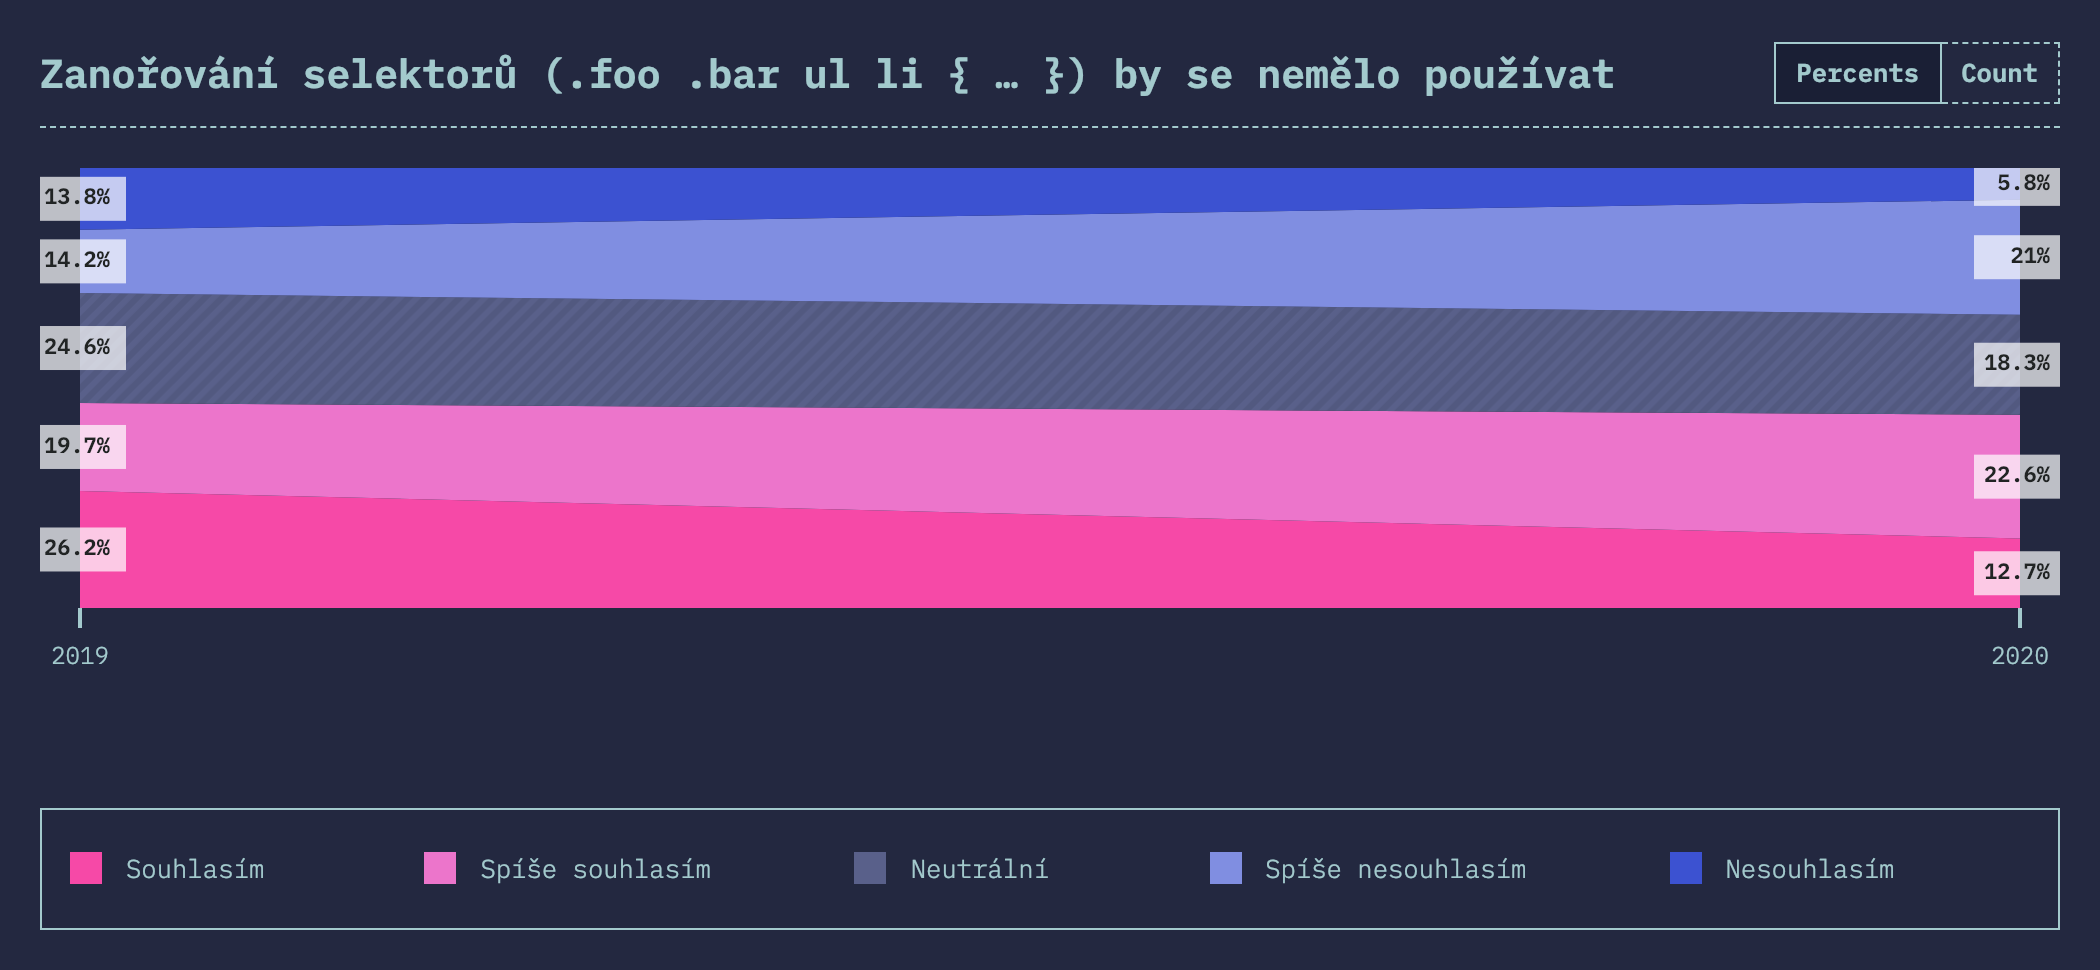 Zanořování selektorů (.foo .bar ul li { … }) by se nemělo používat
Percents
Count
13.8%
14.2%
24.6%
19.7%
26.2%
5.8%
21%
18.3%
22.6%
12.7%
2019
2020
Souhlasím
Spíše souhlasím
Neutrální
Spíše nesouhlasím
Nesouhlasím